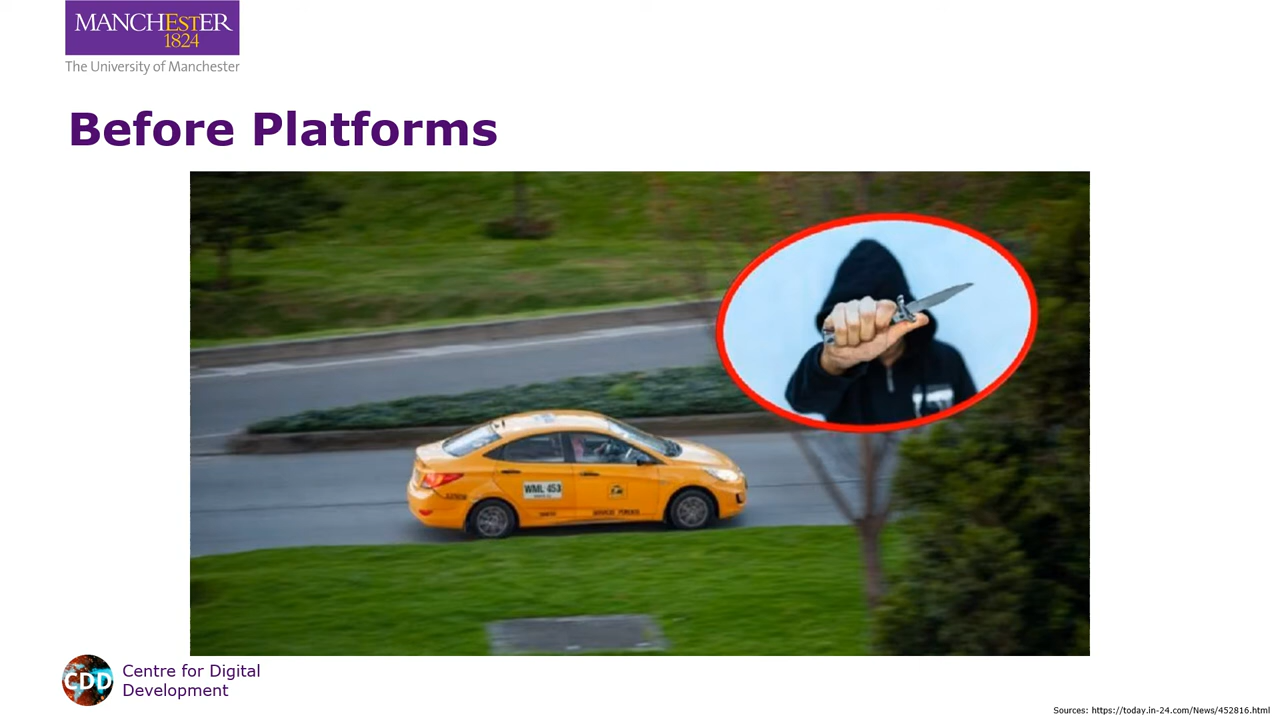 MANCHESTER
1824
The University of Manchester
Before Platforms
WML 453
CDD
Centre for Digital
Development
Sources: https://today.in-24.com/News/452816.html